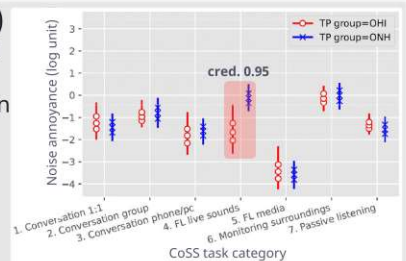 )
n
3
2
1
0
−1
−2
−3
−4
Noise annoyance (log unit)
TP group=OHI
TP group=ONH
cred. 0.95
1. Conversation 1:1
2. Conversation group
3. Conversation phone/pc
4. FL live sounds
5. FL media
6. Monitoring surroundings
7. Passive listening
CoSS task category